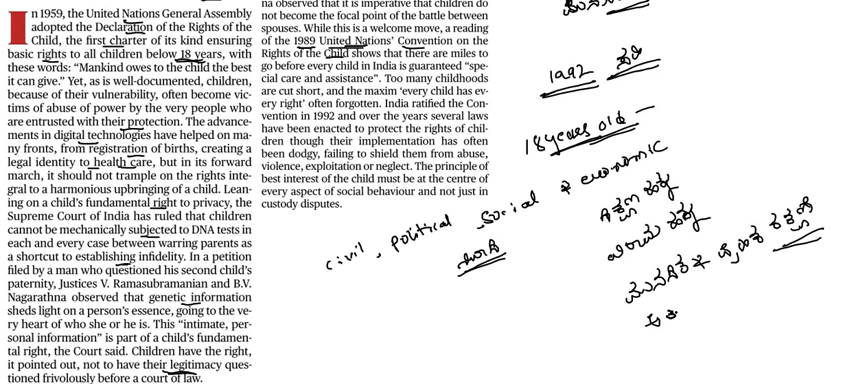 In 1959, the United Nations General Assembly
adopted the Declaration of the Rights of the
Child, the first charter of its kind ensuring
basic rights to all children below 18 years, with
these words: “Mankind owes to the child the best
it can give.” Yet, as is well-documented, children,
because of their vulnerability, often become vic-
tims of abuse of power by the very people who
are entrusted with their protection. The advance-
ments in digital technologies have helped on ma-
ny fronts, from registration of births, creating a
legal identity to health care, but in its forward
march, it should not trample on the rights inte-
gral to a harmonious upbringing of a child. Lean-
ing on a child’s fundamental right to privacy, the
Supreme Court of India has ruled that children
cannot be mechanically subjected to DNA tests in
each and every case between warring parents as
a shortcut to establishing infidelity. In a petition
filed by a man who questioned his second child’s
paternity, Justices V. Ramasubramanian and B.V.
Nagarathna observed that genetic information
sheds light on a person’s essence, going to the ve-
ry heart of who she or he is. This “intimate, per-
sonal information” is part of a child’s fundamen-
tal right, the Court said. Children have the right,
it pointed out, not to have their legitimacy ques-
tioned frivolously before a court of law.
na observed that it is imperative that children do
not become the focal point of the battle between
spouses. While this is a welcome move, a reading
of the 1989 United Nations’ Convention on the
Rights of the Child shows that there are miles to
go before every child in India is guaranteed “spe-
cial care and assistance”. Too many childhoods
are cut short, and the maxim ‘every child has ev-
ery right’ often forgotten. India ratified the Con-
vention in 1992 and over the years several laws
have been enacted to protect the rights of chil-
dren though their implementation has often
been dodgy, failing to shield them from abuse,
violence, exploitation or neglect. The principle of
best interest of the child must be at the centre of
every aspect of social behaviour and not just in
custody disputes.
1992
18 years old
civil, political, social & economic
ಶಿಕ್ಷಣ ಹಕ್ಕು